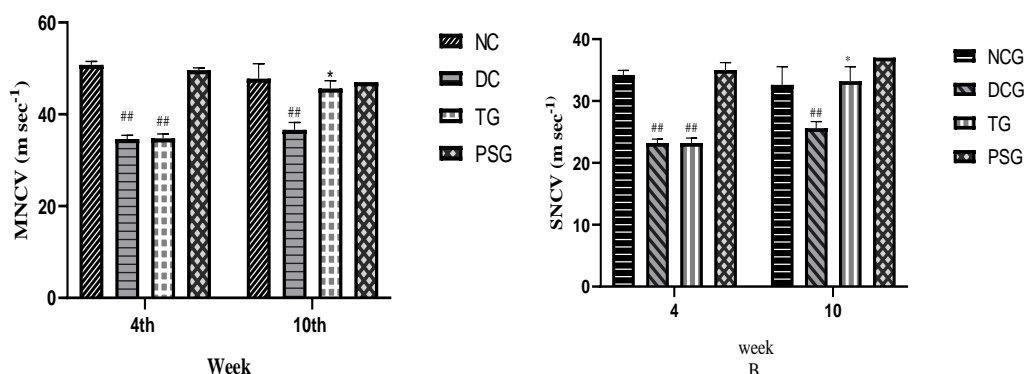 60
40
20
0
MNCV (m sec⁻¹)
##
##
##
*
4th
10th
Week
NC
DC
TG
PSG
40
30
20
10
0
SNCV (m sec⁻¹)
##
##
##
*
4
10
week
B
NCG
DCG
TG
PSG